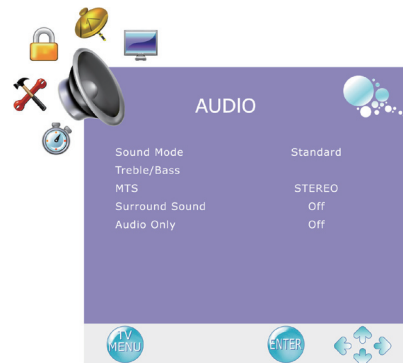 AUDIO
Sound Mode Standard
Treble/Bass
MTS STEREO
Surround Sound Off
Audio Only Off
TV
MENU
ENTER